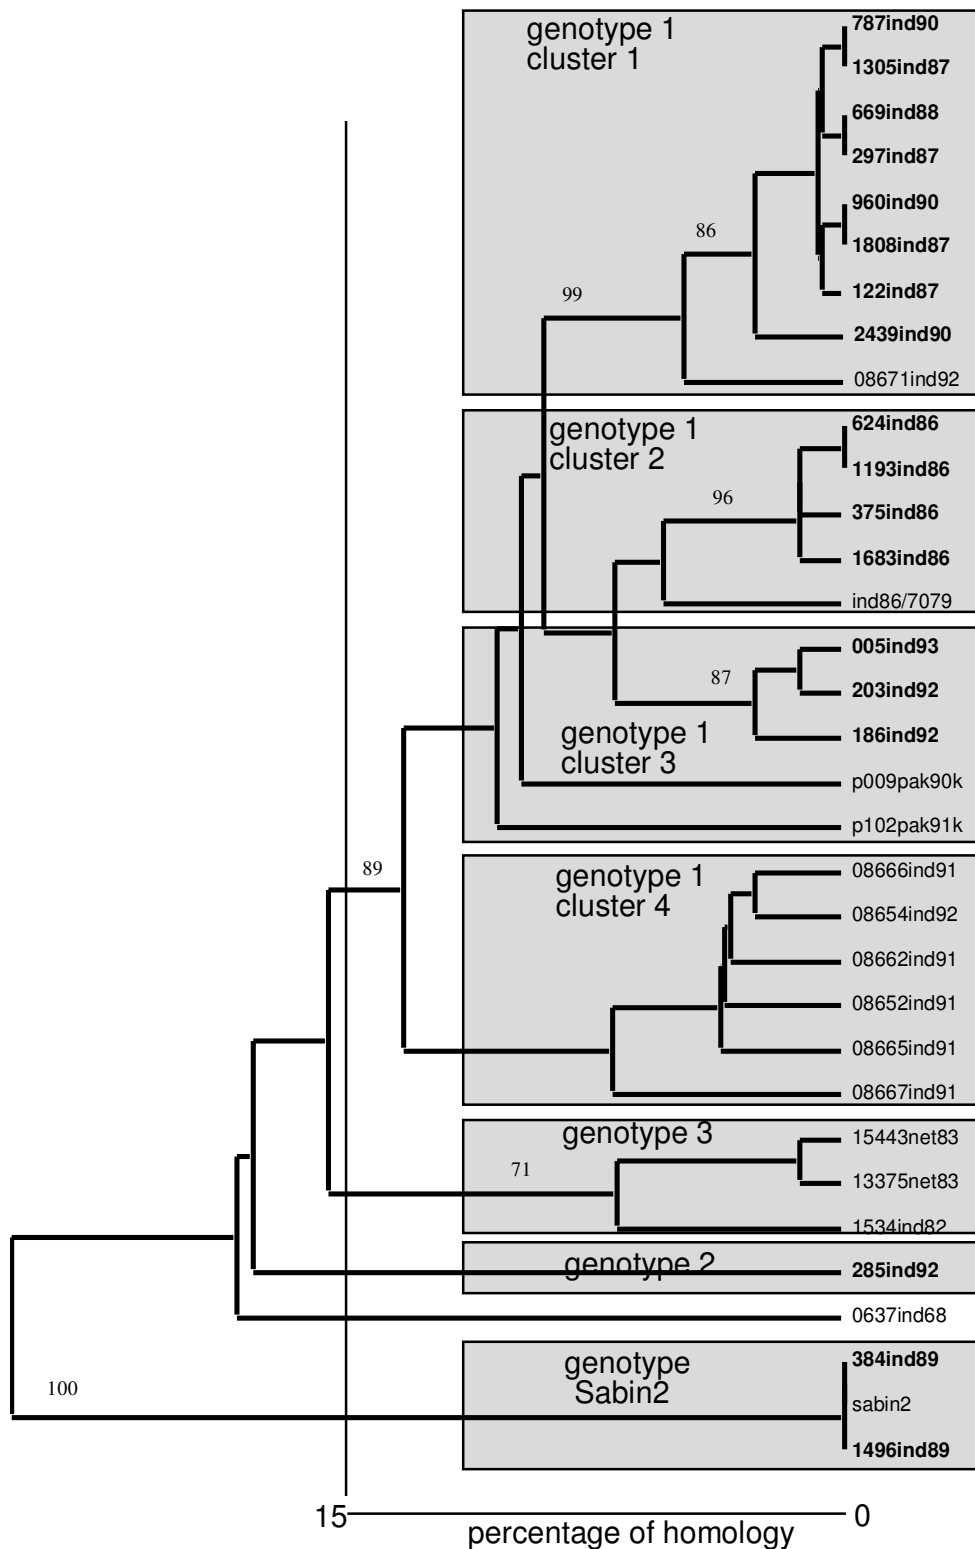 genotype 1
cluster 1
787ind90
1305ind87
669ind88
297ind87
960ind90
86
1808ind87
99
122ind87
2439ind90
08671ind92
genotype 1
cluster 2
624ind86
1193ind86
96
375ind86
1683ind86
ind86/7079
005ind93
87
203ind92
genotype 1
cluster 3
186ind92
p009pak90k
p102pak91k
89
genotype 1
cluster 4
08666ind91
08654ind92
08662ind91
08652ind91
08665ind91
08667ind91
genotype 3
15443net83
71
13375net83
1534ind82
genotype 2
285ind92
0637ind68
genotype
Sabin2
384ind89
100
sabin2
1496ind89
15
0
percentage of homology